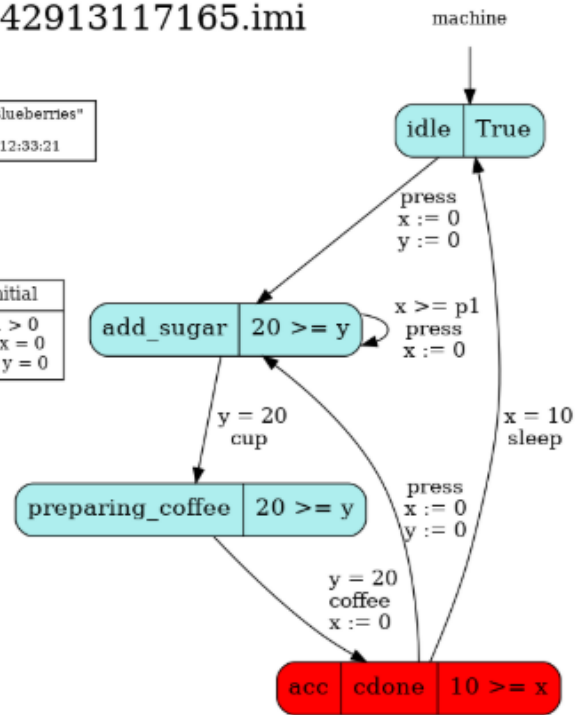 42913117165.imi
machine
lueberries"
12:33:21
idle True
press
x := 0
y := 0
nitial
> 0
x = 0
y = 0
add_sugar 20 >= y
x >= p1
press
x := 0
y = 20
cup
x = 10
sleep
preparing_coffee 20 >= y
press
x := 0
y := 0
y = 20
coffee
x := 0
acc cdone 10 >= x